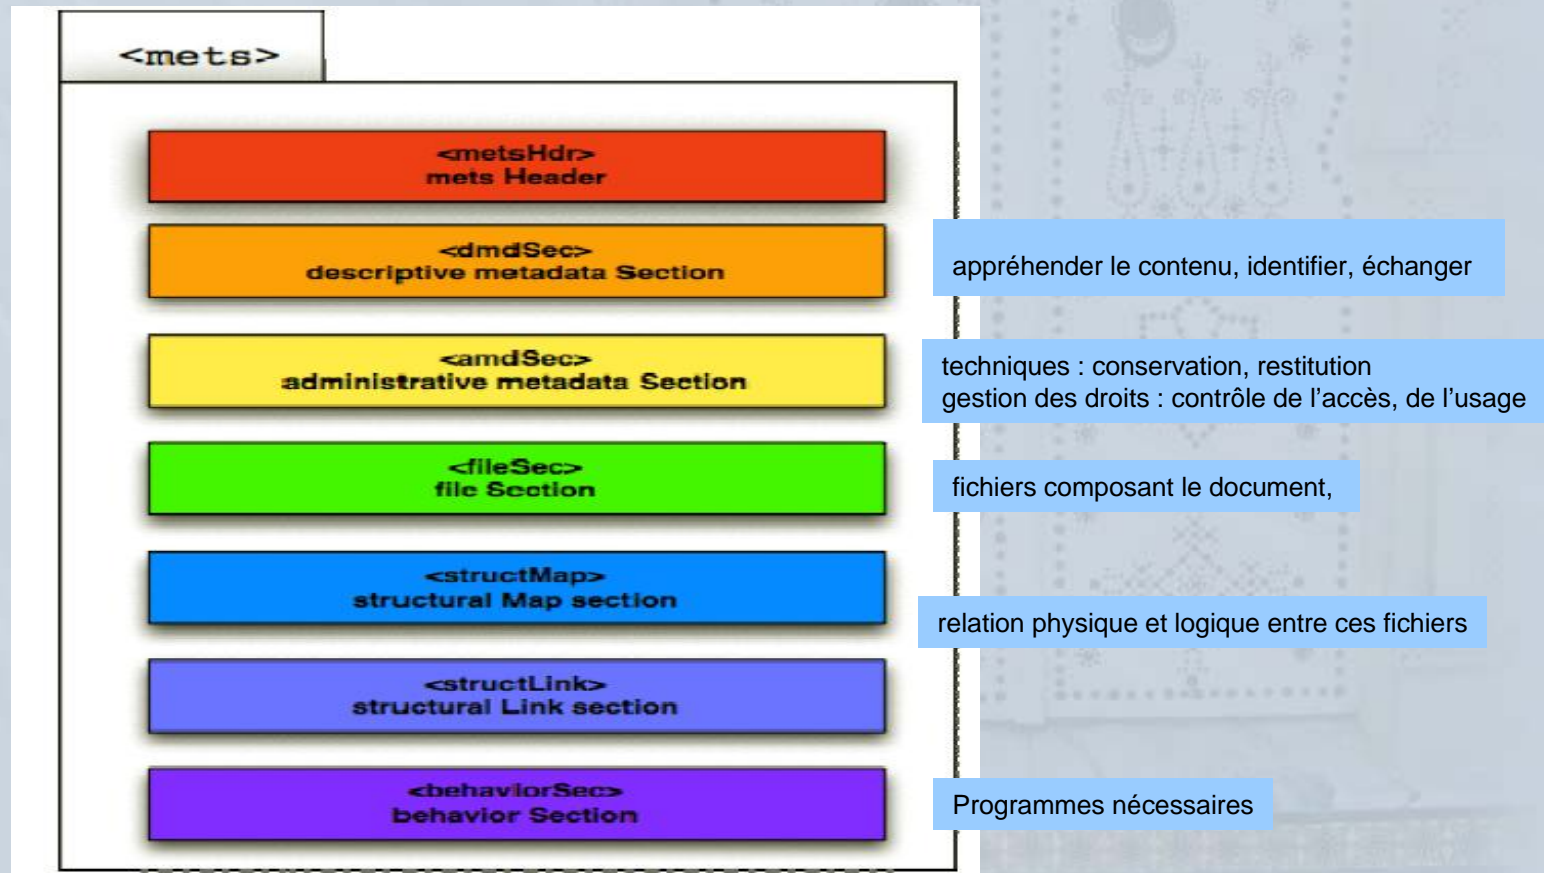 <mets>
<metsHdr>
mets Header
<dmdSec>
descriptive metadata Section
appréhender le contenu, identifier, échanger
<amdSec>
administrative metadata Section
techniques : conservation, restitution
gestion des droits : contrôle de l’accès, de l’usage
<fileSec>
file Section
fichiers composant le document,
<structMap>
structural Map section
relation physique et logique entre ces fichiers
<structLink>
structural Link section
<behaviorSec>
behavior Section
Programmes nécessaires